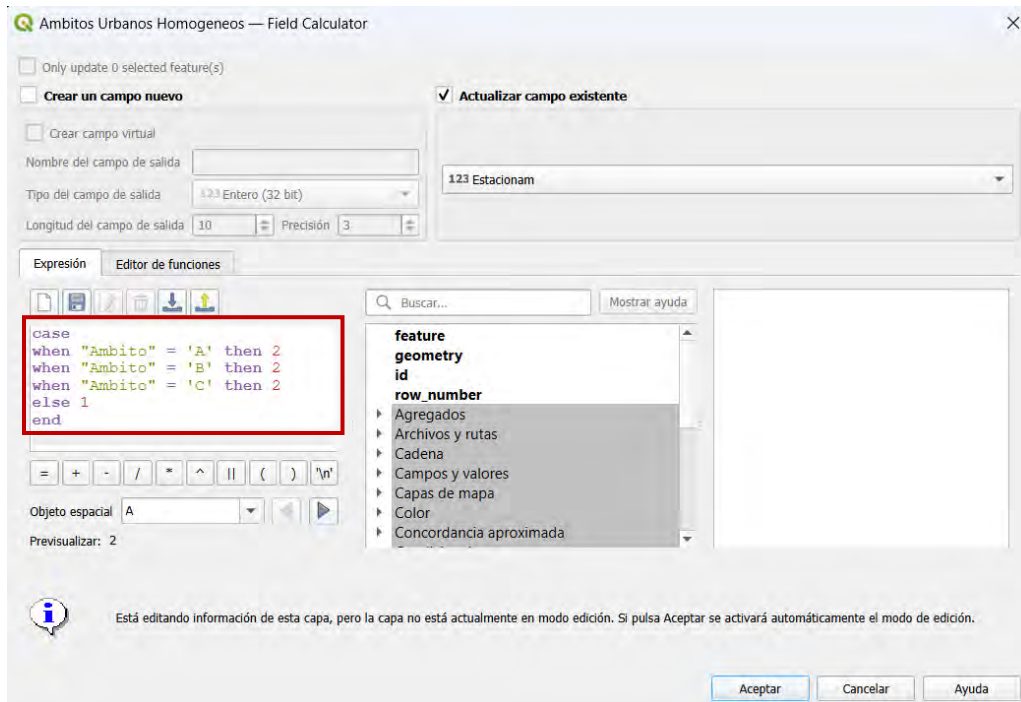 Ambitos Urbanos Homogeneos — Field Calculator
Only update 0 selected feature(s)
Crear un campo nuevo
Actualizar campo existente
Crear campo virtual
Nombre del campo de salida
Tipo del campo de salida 123 Entero (32 bit)
123 Estacionam
Longitud del campo de salida 10 Precisión 3
Expresión Editor de funciones
Buscar... Mostrar ayuda
case
when "Ambito" = 'A' then 2
when "Ambito" = 'B' then 2
when "Ambito" = 'C' then 2
else 1
end
feature
geometry
id
row_number
Agregados
Archivos y rutas
Cadena
Campos y valores
Capas de mapa
Color
Concordancia aproximada
= + - / * ^ || ( ) '\n'
Objeto espacial A
Previsualizar: 2
Está editando información de esta capa, pero la capa no está actualmente en modo edición. Si pulsa Aceptar se activará automáticamente el modo de edición.
Aceptar Cancelar Ayuda